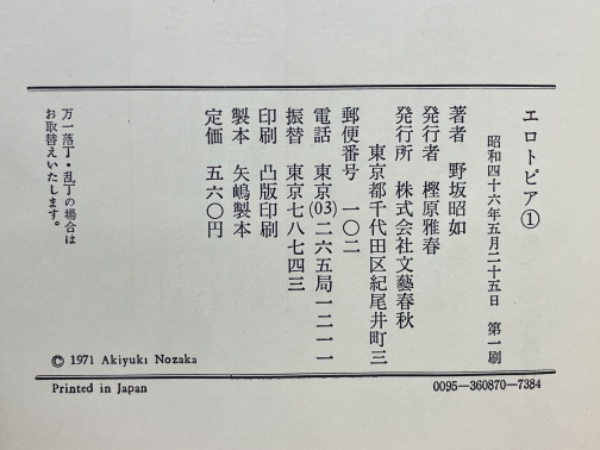 エロトピア①
昭和四十六年五月二十五日 第一刷
著者 野坂昭如
発行者 樫原雅春
発行所 株式会社文藝春秋
東京都千代田区紀尾井町三
郵便番号 一〇二
電話 東京(03)二六五局一二一一
振替 東京七八七四三
印刷 凸版印刷
製本 矢嶋製本
定価 五六〇円
万一落丁・乱丁の場合は
お取替えいたします。
© 1971 Akiyuki Nozaka
Printed in Japan
0095-360870-7384